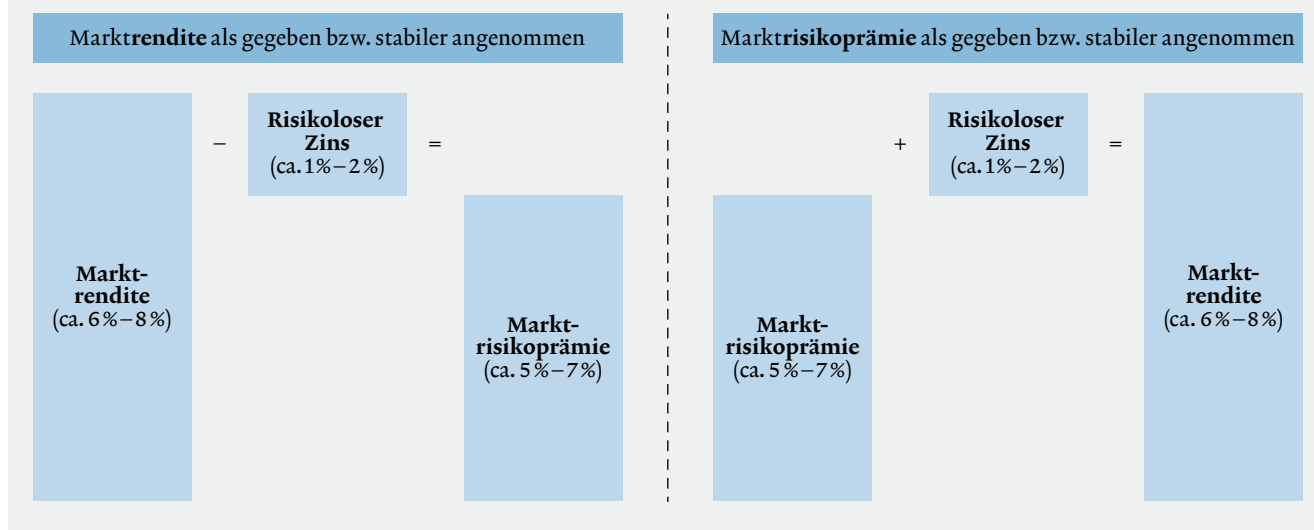 Marktrendite als gegeben bzw. stabiler angenommen
Markt-
rendite
(ca. 6%–8%)
–
Risikoloser
Zins
(ca. 1%–2%)
=
Markt-
risikoprämie
(ca. 5%–7%)
Marktrisikoprämie als gegeben bzw. stabiler angenommen
Markt-
risikoprämie
(ca. 5%–7%)
+
Risikoloser
Zins
(ca. 1%–2%)
=
Markt-
rendite
(ca. 6%–8%)